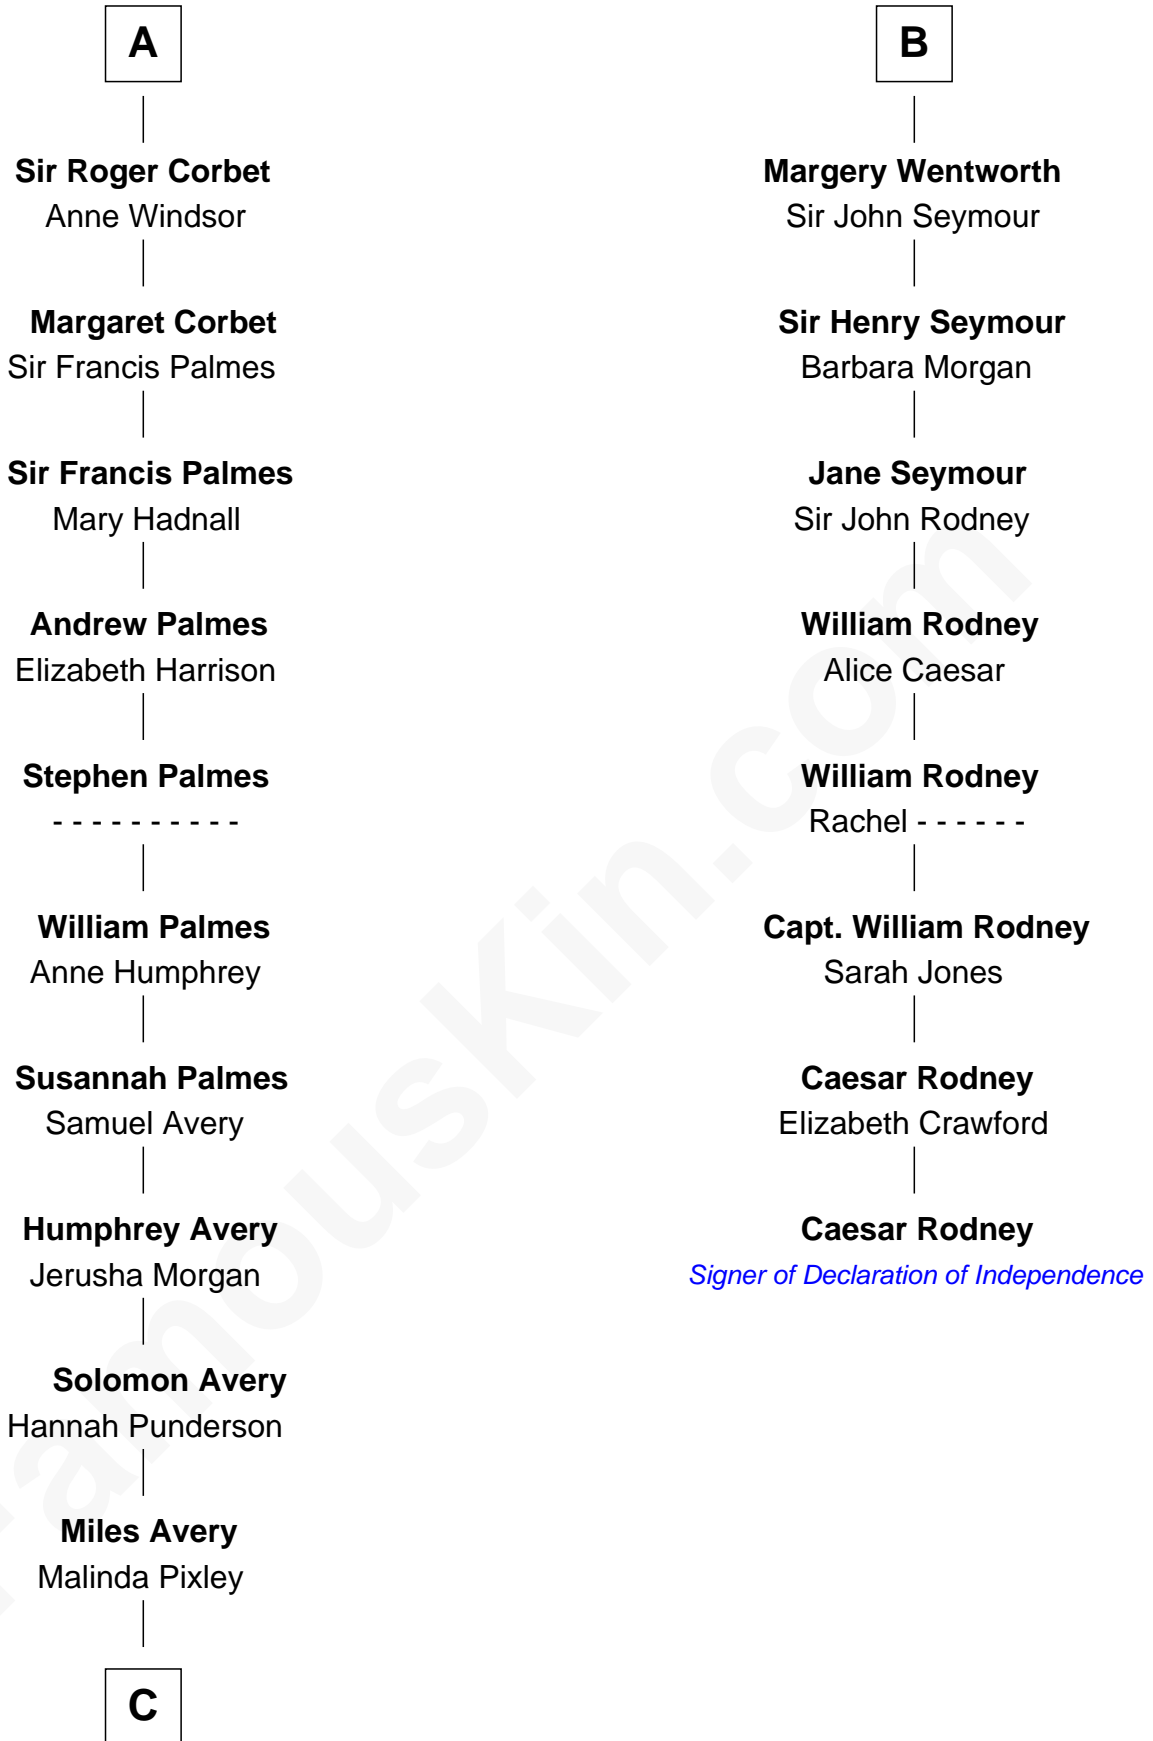 A
Sir Roger Corbet
Anne Windsor
Margaret Corbet
Sir Francis Palmes
Sir Francis Palmes
Mary Hadnall
Andrew Palmes
Elizabeth Harrison
Stephen Palmes
- - - - - - - - - -
William Palmes
Anne Humphrey
Susannah Palmes
Samuel Avery
Humphrey Avery
Jerusha Morgan
Solomon Avery
Hannah Punderson
Miles Avery
Malinda Pixley
C
B
Margery Wentworth
Sir John Seymour
Sir Henry Seymour
Barbara Morgan
Jane Seymour
Sir John Rodney
William Rodney
Alice Caesar
William Rodney
Rachel - - - - - -
Capt. William Rodney
Sarah Jones
Caesar Rodney
Elizabeth Crawford
Caesar Rodney
Signer of Declaration of Independence
FamousKin.com